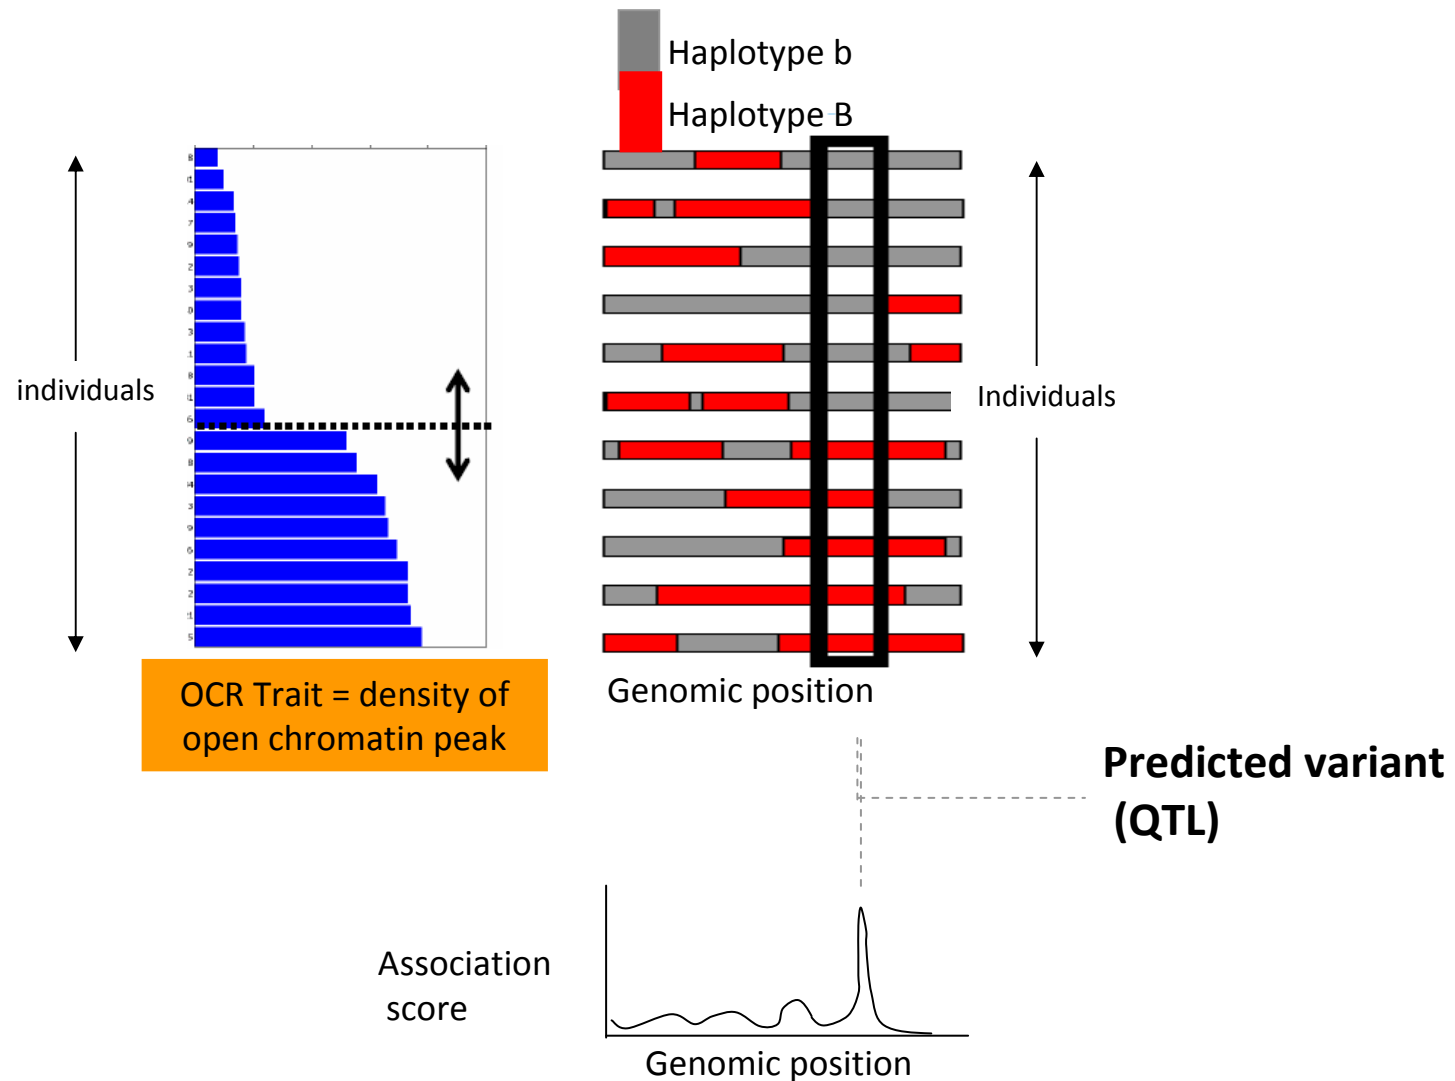 Haplotype b
Haplotype B
individuals
Individuals
OCR Trait = density of
open chromatin peak
Genomic position
Predicted variant
(QTL)
Association
score
Genomic position